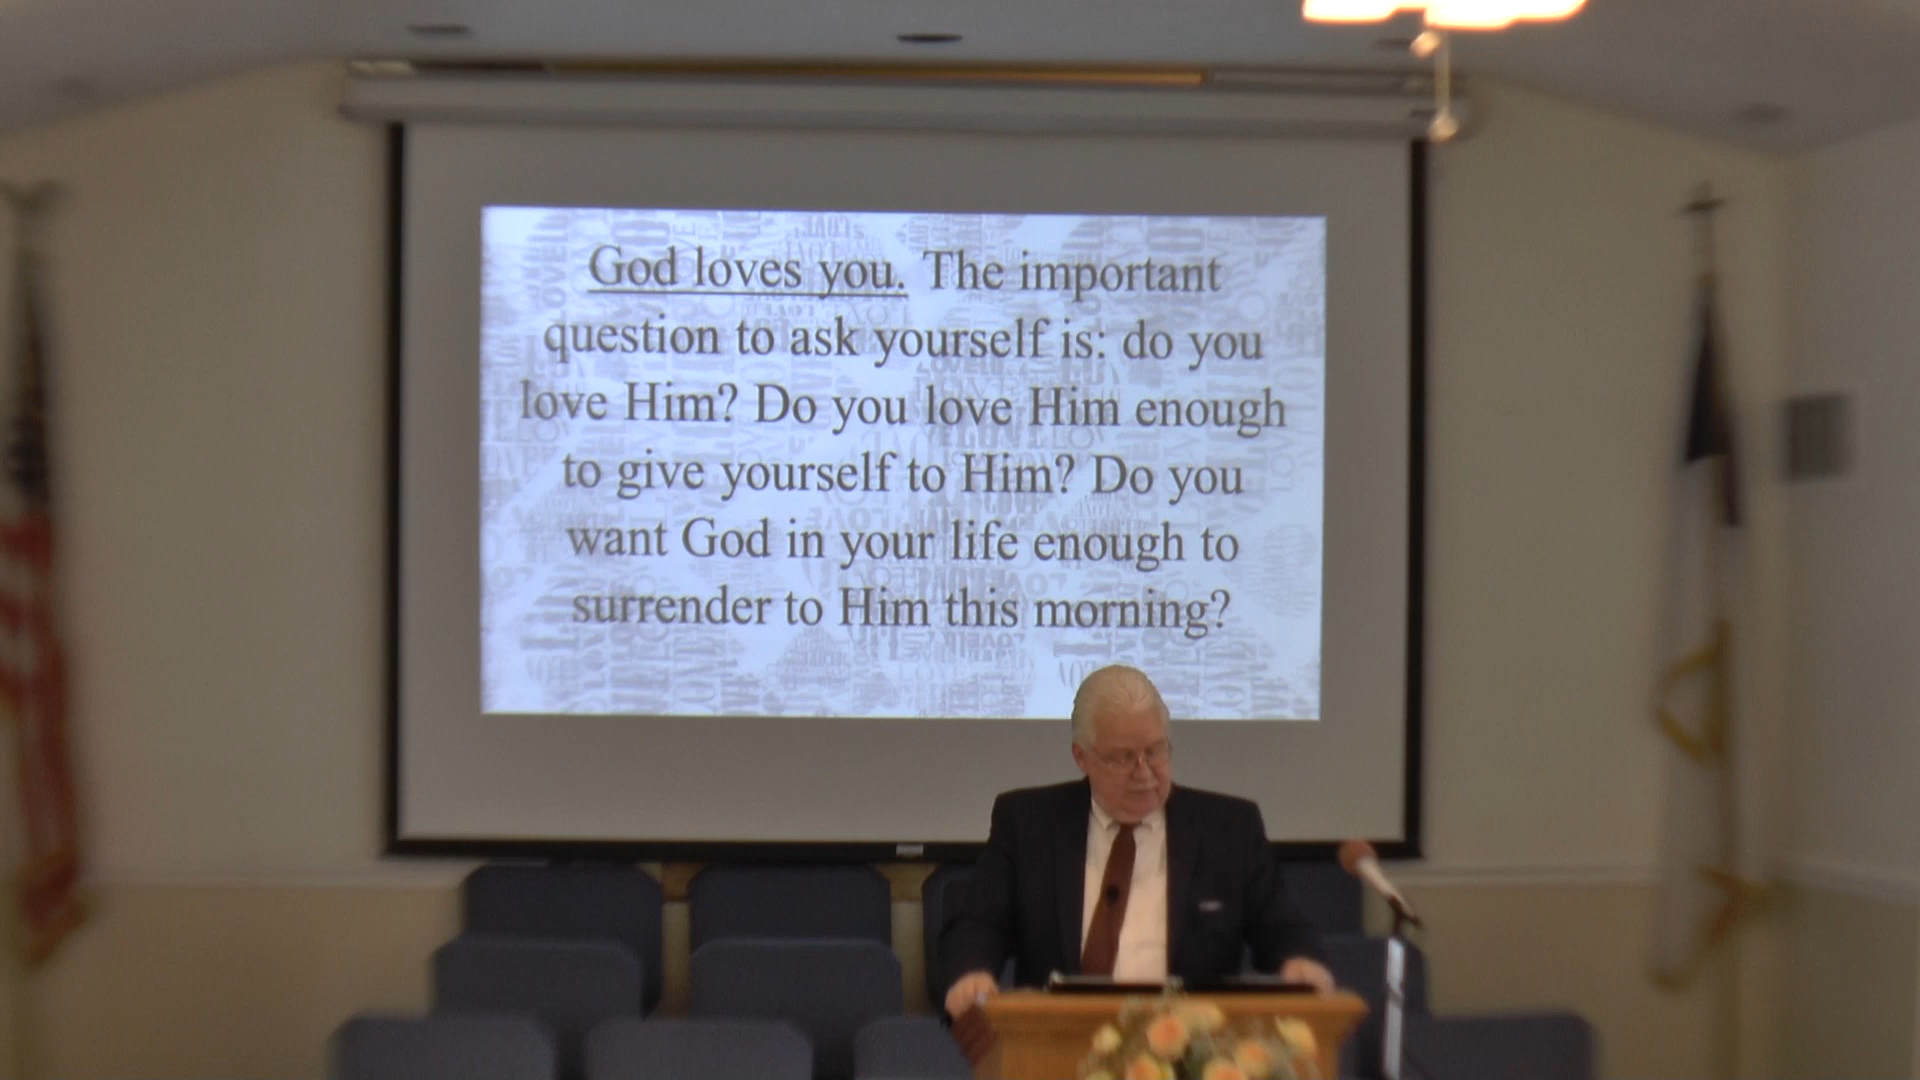 God loves you. The important
question to ask yourself is: do you
love Him? Do you love Him enough
to give yourself to Him? Do you
want God in your life enough to
surrender to Him this morning?